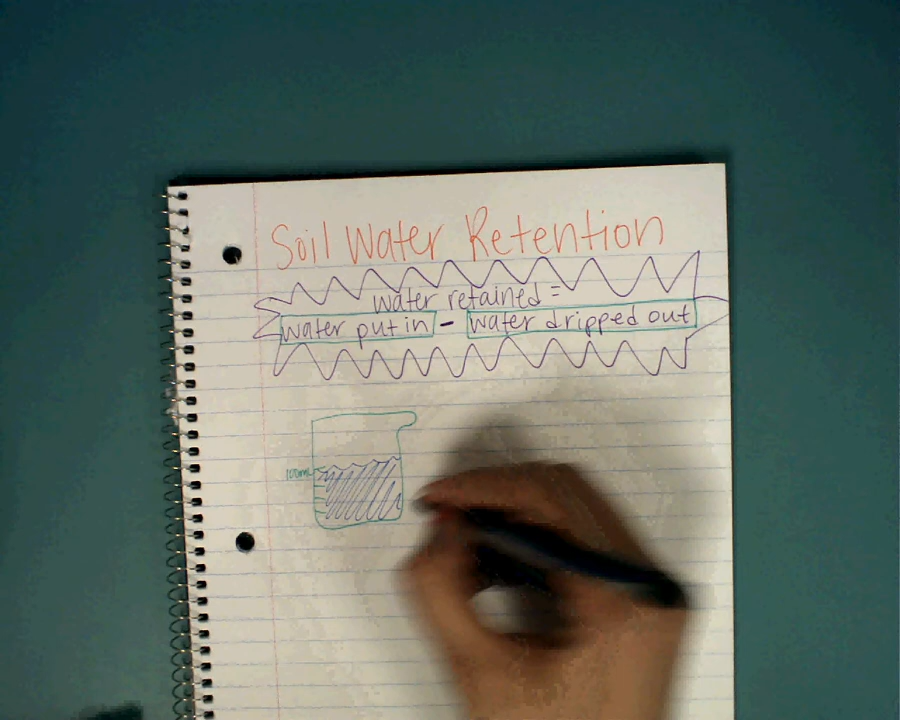 Soil Water Retention
water retained =
water put in - water dripped out
100mL